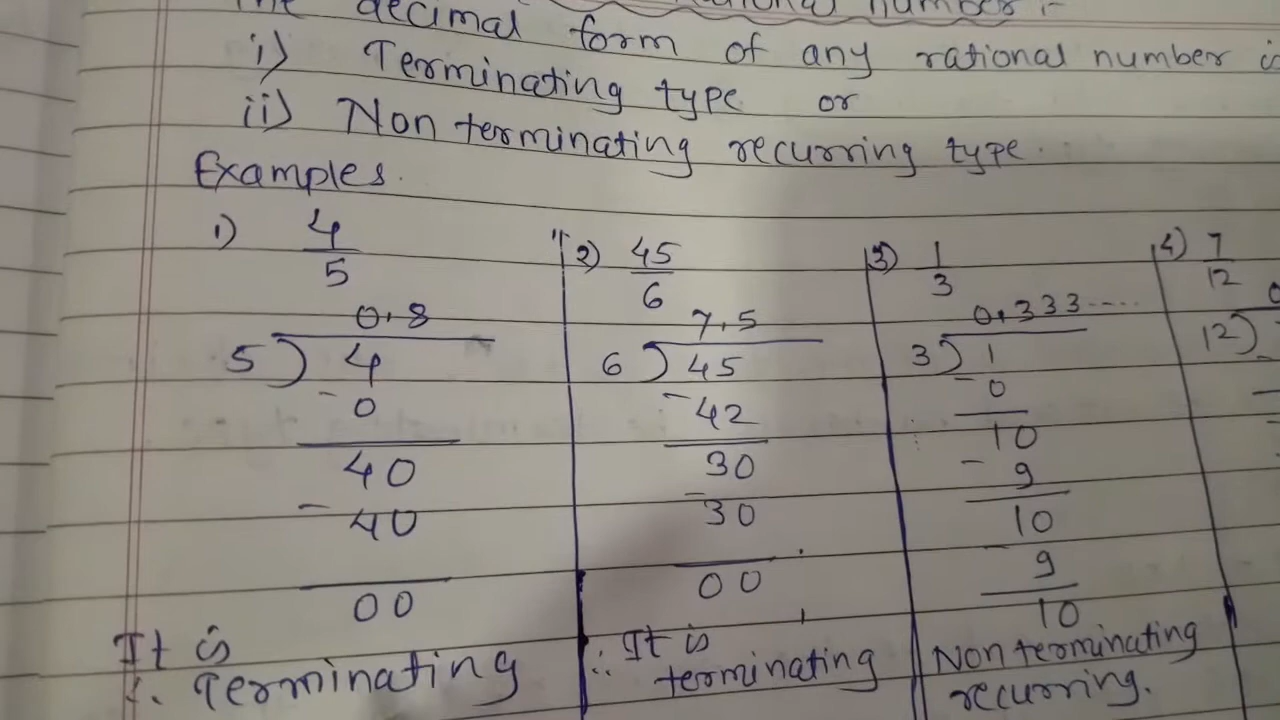 The decimal form of any rational number is
i) Terminating type or
ii) Non terminating recurring type.
Examples.
1) 4/5
0.8
5) 4
- 0
40
- 40
00
It is
∴ Terminating
2) 45/6
7.5
6) 45
- 42
30
- 30
00
∴ It is
terminating
3) 1/3
0.333....
3) 1
- 0
10
- 9
10
- 9
10
Non terminating
recurring.
4) 7/12
12)